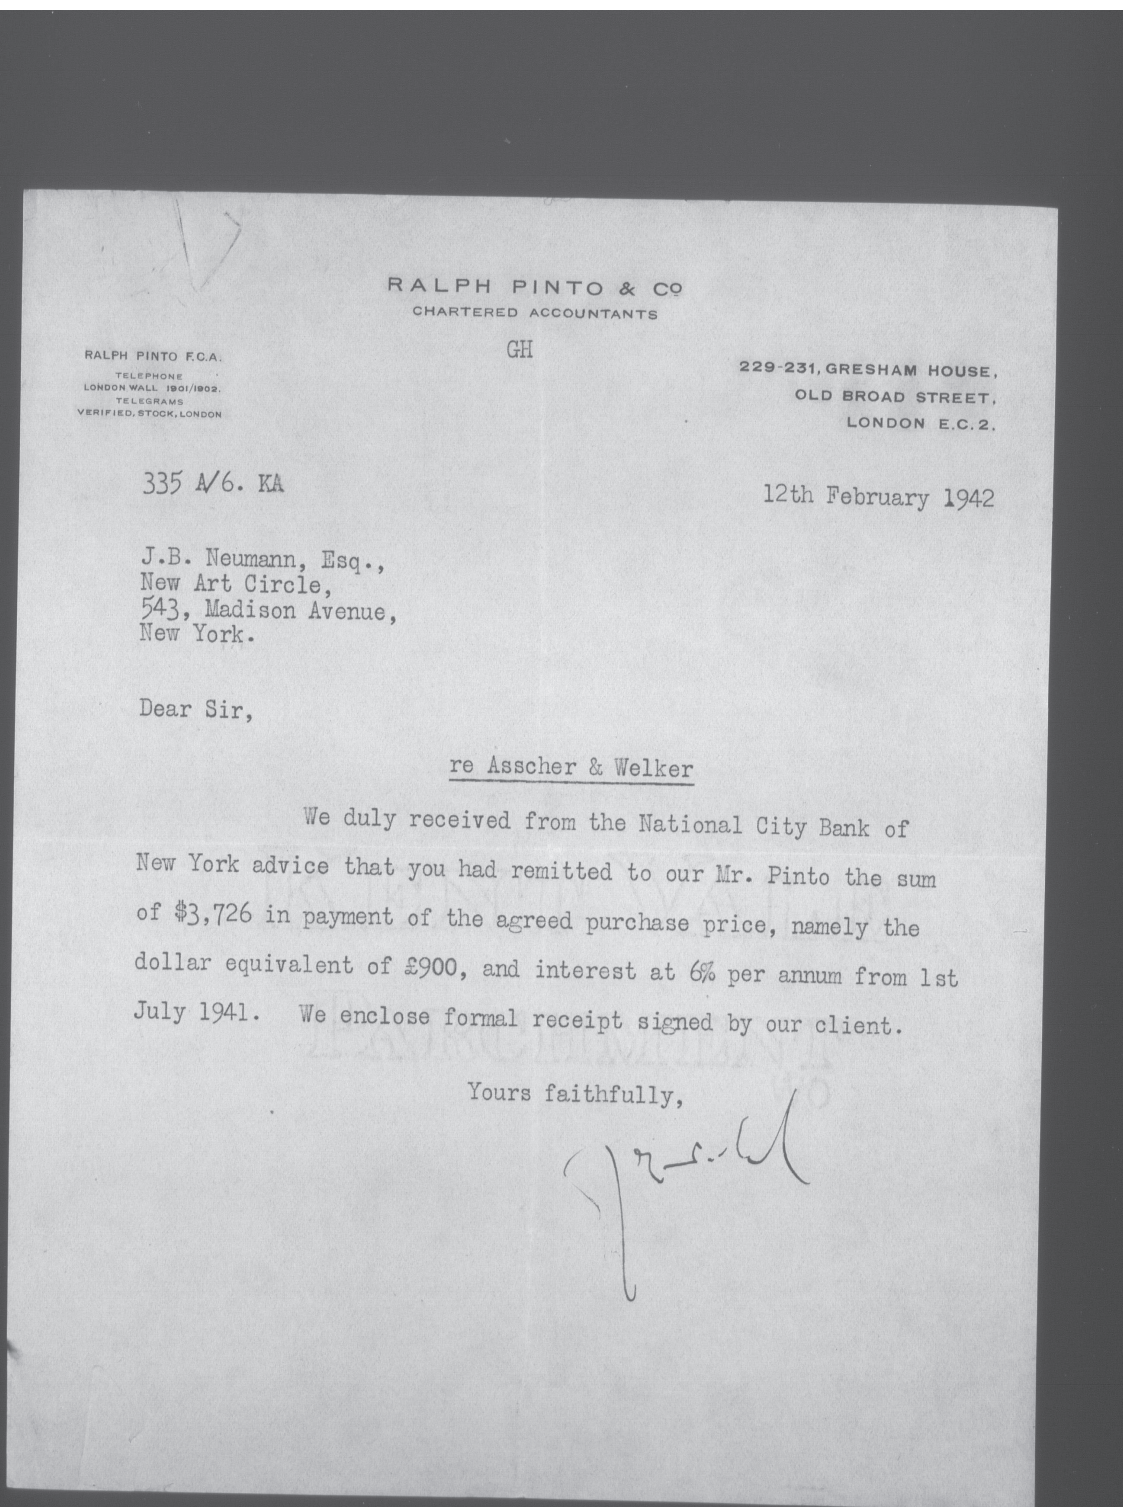 RALPH PINTO & Cº
CHARTERED ACCOUNTANTS
GH
RALPH PINTO F.C.A.
TELEPHONE
LONDON WALL 1901/1902.
TELEGRAMS
VERIFIED, STOCK, LONDON
229-231, GRESHAM HOUSE,
OLD BROAD STREET,
LONDON E.C.2.
335 A/6. KA
12th February 1942
J.B. Neumann, Esq.,
New Art Circle,
543, Madison Avenue,
New York.
Dear Sir,
re Asscher & Welker
We duly received from the National City Bank of
New York advice that you had remitted to our Mr. Pinto the sum
of $3,726 in payment of the agreed purchase price, namely the
dollar equivalent of £900, and interest at 6% per annum from 1st
July 1941. We enclose formal receipt signed by our client.
Yours faithfully,